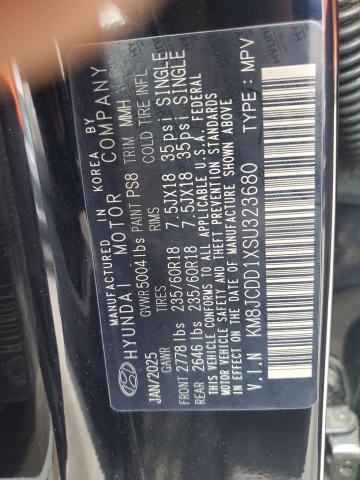 MANUFACTURED IN KOREA BY
HYUNDAI MOTOR COMPANY
JAN/2025 GVWR 5004 lbs PAINT PS8 TRIM MMH
GAWR TIRES RIMS COLD TIRE INFL.
FRONT 2778 lbs 235/60R18 7.5JX18 35psi SINGLE
REAR 2646 lbs 235/60R18 7.5JX18 35psi SINGLE
THIS VEHICLE CONFORMS TO ALL APPLICABLE U.S.A. FEDERAL
MOTOR VEHICLE SAFETY AND THEFT PREVENTION STANDARDS
IN EFFECT ON THE DATE OF MANUFACTURE SHOWN ABOVE.
V I N : KM8JCDD1XSU323680 TYPE : MPV